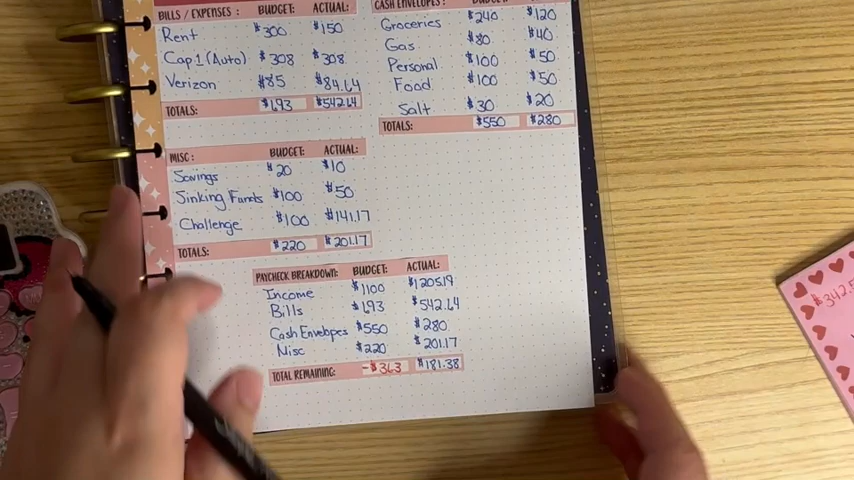 BILLS / EXPENSES: BUDGET: ACTUAL:
Rent $300 $150
Cap 1 (Auto) $308 $308
Verizon $85 $84.64
TOTALS: $693 $542.64
CASH ENVELOPES: BUDGET: ACTUAL:
Groceries $240 $120
Gas $80 $40
Personal $100 $50
Food $100 $50
Salt $30 $20
TOTALS: $550 $280
MISC: BUDGET: ACTUAL:
Savings $20 $10
Sinking Funds $100 $50
Challenge $100 $141.17
TOTALS: $220 $201.17
PAYCHECK BREAKDOWN: BUDGET: ACTUAL:
Income $1100 $1205.19
Bills $693 $542.64
Cash Envelopes $550 $280
Misc $220 $201.17
TOTAL REMAINING: -$363 $181.38